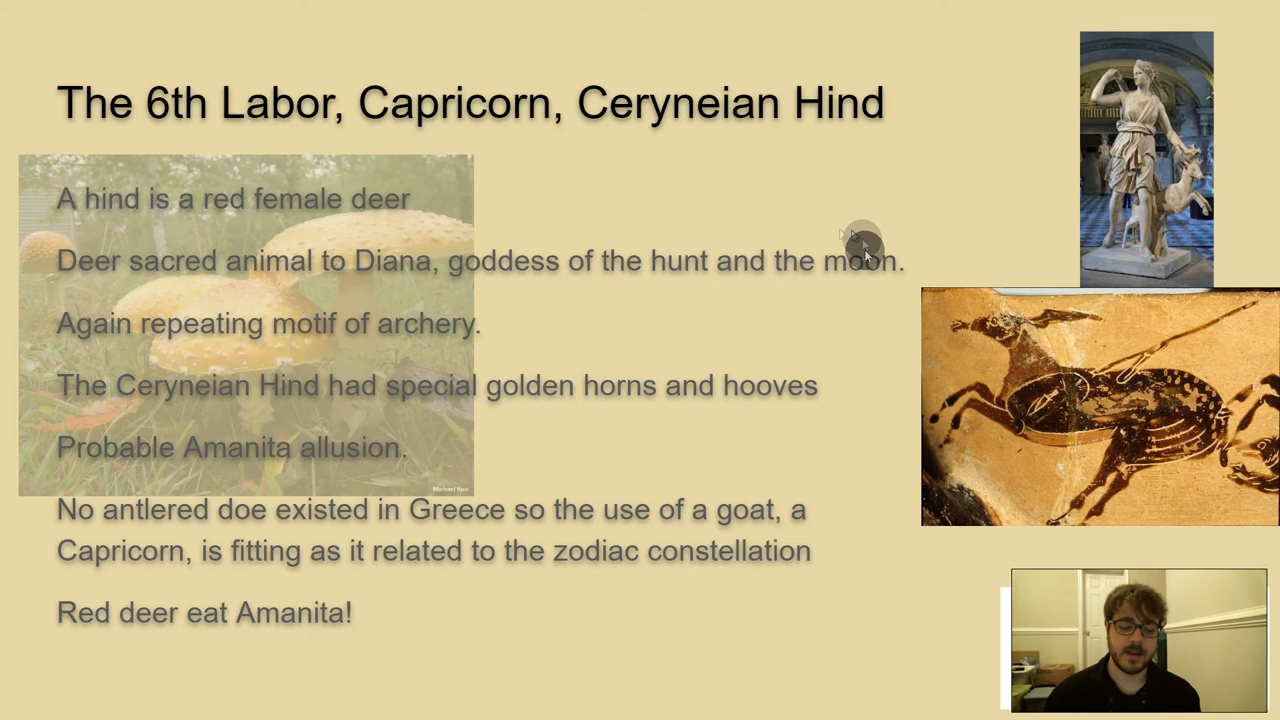 The 6th Labor, Capricorn, Ceryneian Hind
A hind is a red female deer
Deer sacred animal to Diana, goddess of the hunt and the moon.
Again repeating motif of archery.
The Ceryneian Hind had special golden horns and hooves
Probable Amanita allusion.
Michael Kuo
No antlered doe existed in Greece so the use of a goat, a
Capricorn, is fitting as it related to the zodiac constellation
Red deer eat Amanita!